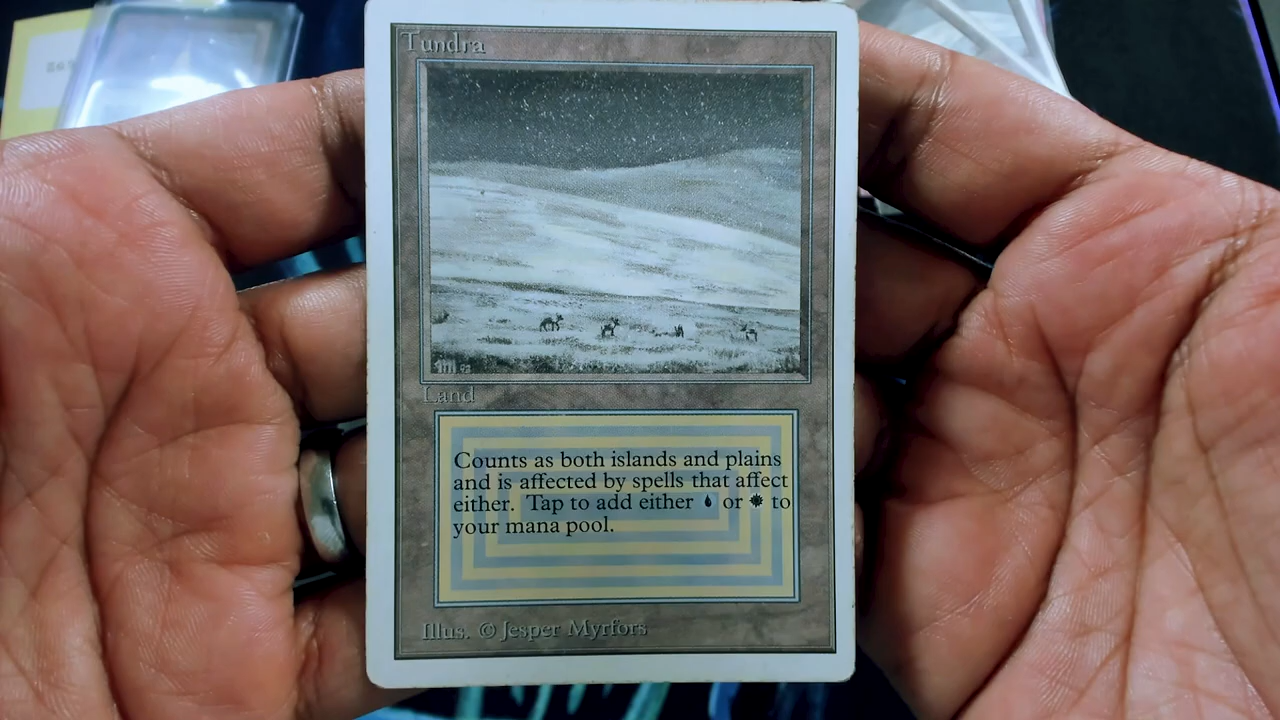 Tundra
Land
Counts as both islands and plains
and is affected by spells that affect
either. Tap to add either or to
your mana pool.
Illus. © Jesper Myrfors